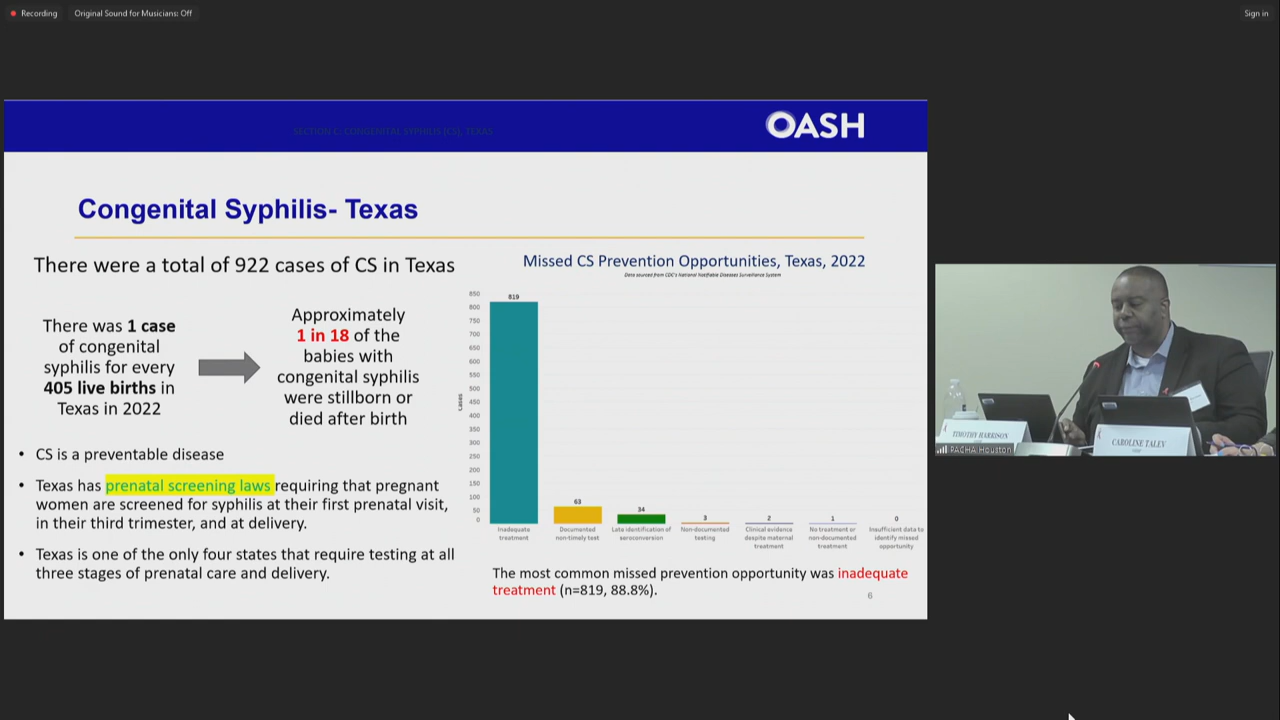 Recording
Original Sound for Musicians: Off
Sign in
SECTION C: CONGENITAL SYPHILIS (CS), TEXAS
OASH
Congenital Syphilis- Texas
There were a total of 922 cases of CS in Texas
There was 1 case
of congenital
syphilis for every
405 live births in
Texas in 2022
Approximately
1 in 18 of the
babies with
congenital syphilis
were stillborn or
died after birth
• CS is a preventable disease
• Texas has prenatal screening laws requiring that pregnant
women are screened for syphilis at their first prenatal visit,
in their third trimester, and at delivery.
• Texas is one of the only four states that require testing at all
three stages of prenatal care and delivery.
Missed CS Prevention Opportunities, Texas, 2022
Data sourced from CDC's National Notifiable Diseases Surveillance System
Cases
850
800
750
700
650
600
550
500
450
400
350
300
250
200
150
100
50
0
819
63
34
3
2
1
0
Inadequate
treatment
Documented
non-timely test
Late identification of
seroconversion
Non-documented
testing
Clinical evidence
despite maternal
treatment
No treatment or
non-documented
treatment
Insufficient data to
identify missed
opportunity
The most common missed prevention opportunity was inadequate
treatment (n=819, 88.8%).
6
TIMOTHY HARRISON
CAROLINE TALEV
PACHA Houston